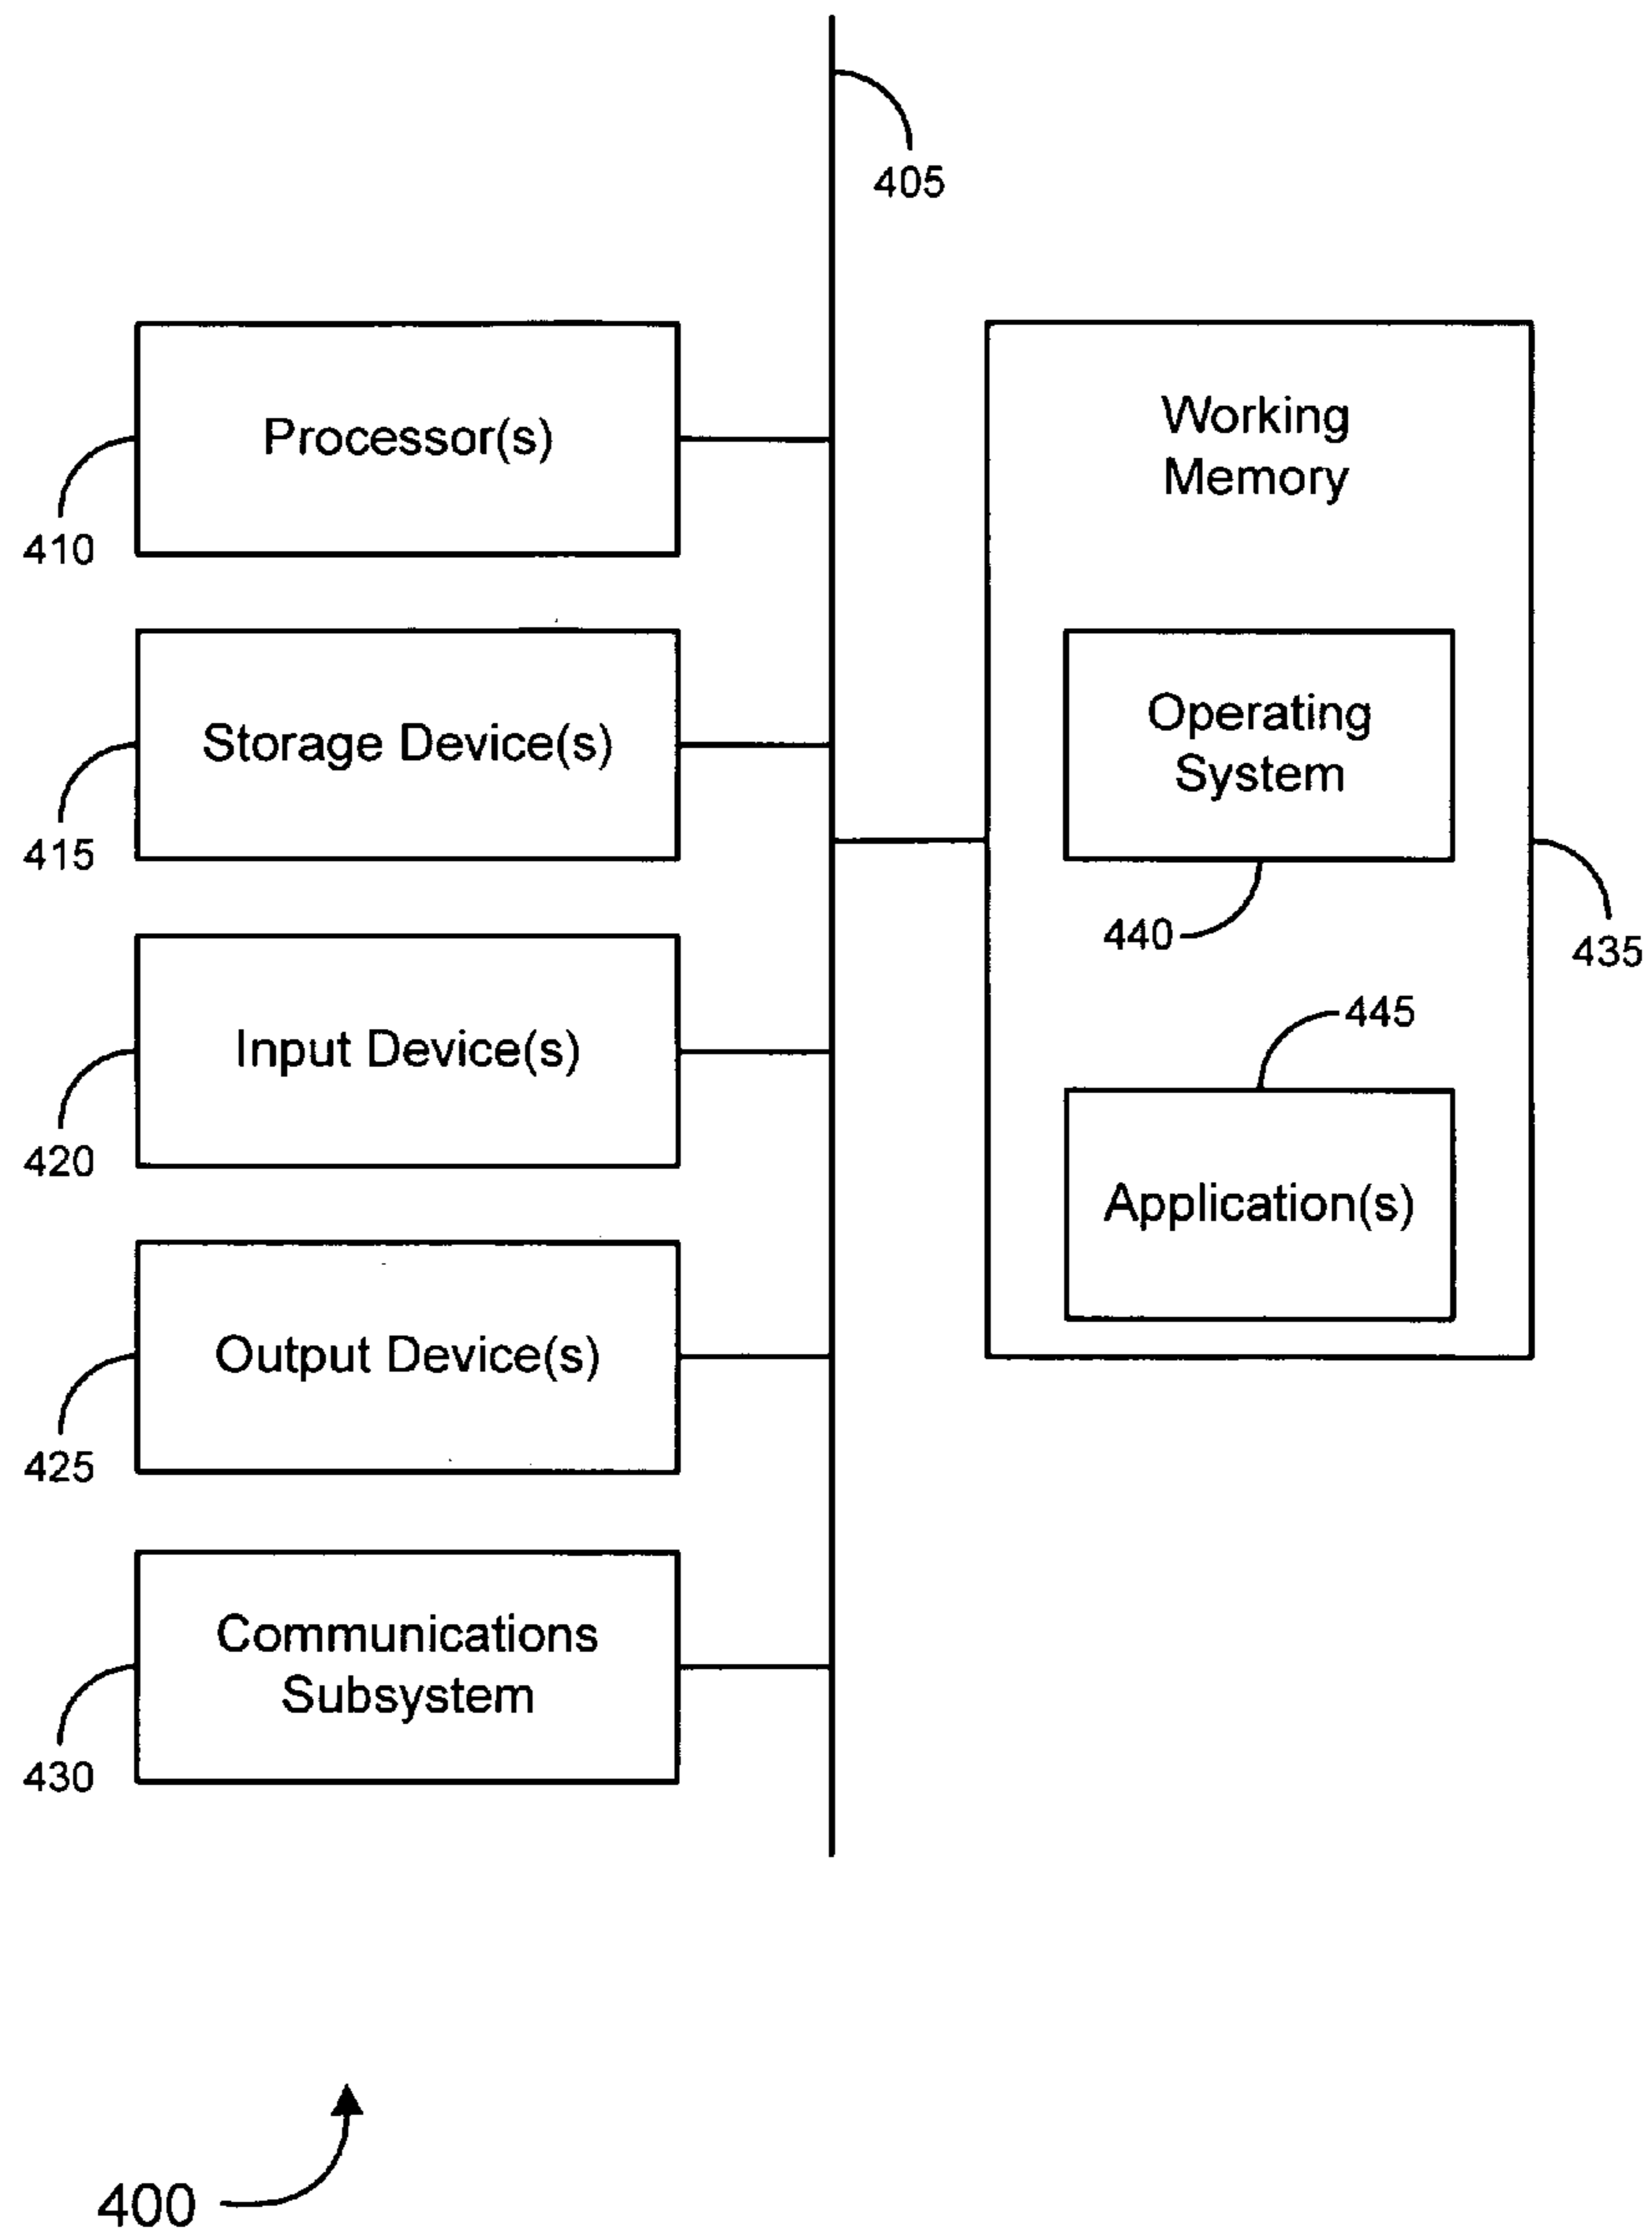 405
Processor(s)
410
Storage Device(s)
415
Input Device(s)
420
Output Device(s)
425
Communications
Subsystem
430
Working
Memory
Operating
System
440
435
445
Application(s)
400